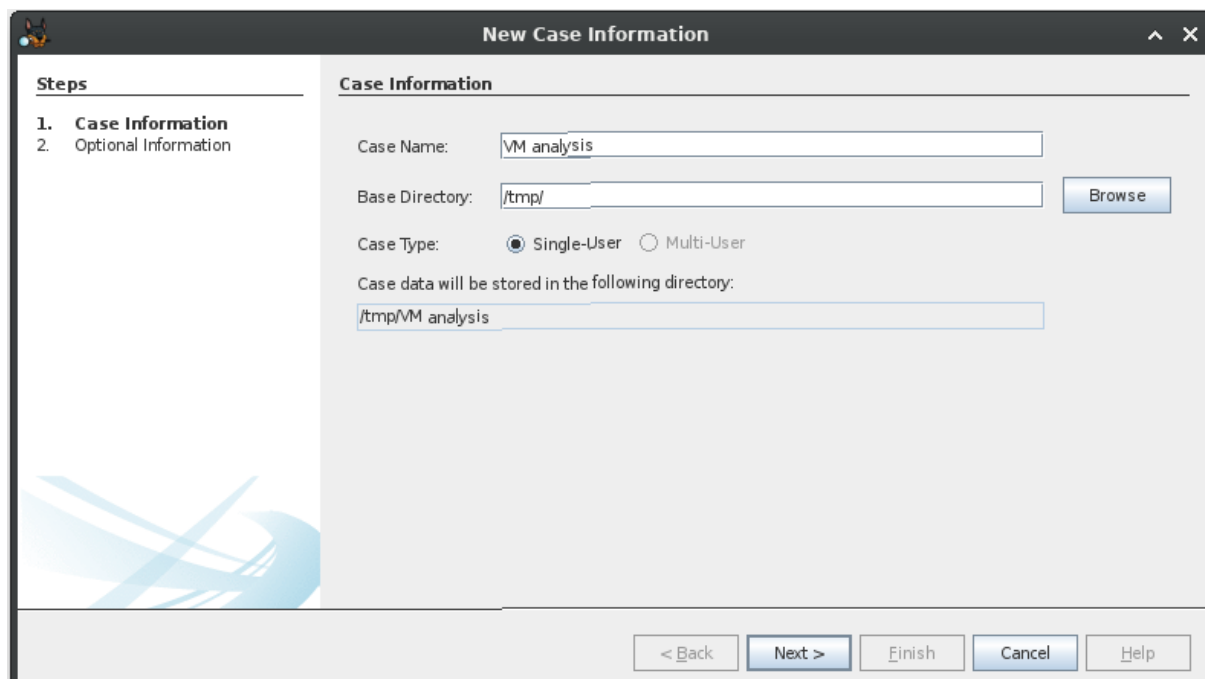 New Case Information
Steps
1. Case Information
2. Optional Information
Case Information
Case Name: VM analysis
Base Directory: /tmp/ Browse
Case Type: Single-User Multi-User
Case data will be stored in the following directory:
/tmp/VM analysis
< Back Next > Finish Cancel Help